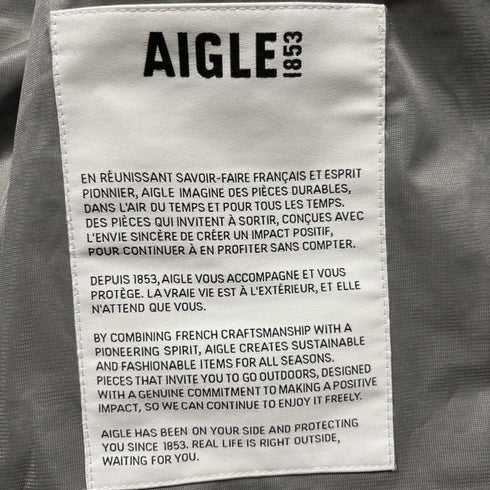 AIGLE 1853
EN RÉUNISSANT SAVOIR-FAIRE FRANÇAIS ET ESPRIT
PIONNIER, AIGLE IMAGINE DES PIÈCES DURABLES,
DANS L'AIR DU TEMPS ET POUR TOUS LES TEMPS.
DES PIÈCES QUI INVITENT À SORTIR, CONÇUES AVEC
L'ENVIE SINCÈRE DE CRÉER UN IMPACT POSITIF,
POUR CONTINUER À EN PROFITER SANS COMPTER.
DEPUIS 1853, AIGLE VOUS ACCOMPAGNE ET VOUS
PROTÈGE. LA VRAIE VIE EST À L'EXTÉRIEUR, ET ELLE
N'ATTEND QUE VOUS.
BY COMBINING FRENCH CRAFTSMANSHIP WITH A
PIONEERING SPIRIT, AIGLE CREATES SUSTAINABLE
AND FASHIONABLE ITEMS FOR ALL SEASONS.
PIECES THAT INVITE YOU TO GO OUTDOORS, DESIGNED
WITH A GENUINE COMMITMENT TO MAKING A POSITIVE
IMPACT, SO WE CAN CONTINUE TO ENJOY IT FREELY.
AIGLE HAS BEEN ON YOUR SIDE AND PROTECTING
YOU SINCE 1853. REAL LIFE IS RIGHT OUTSIDE,
WAITING FOR YOU.